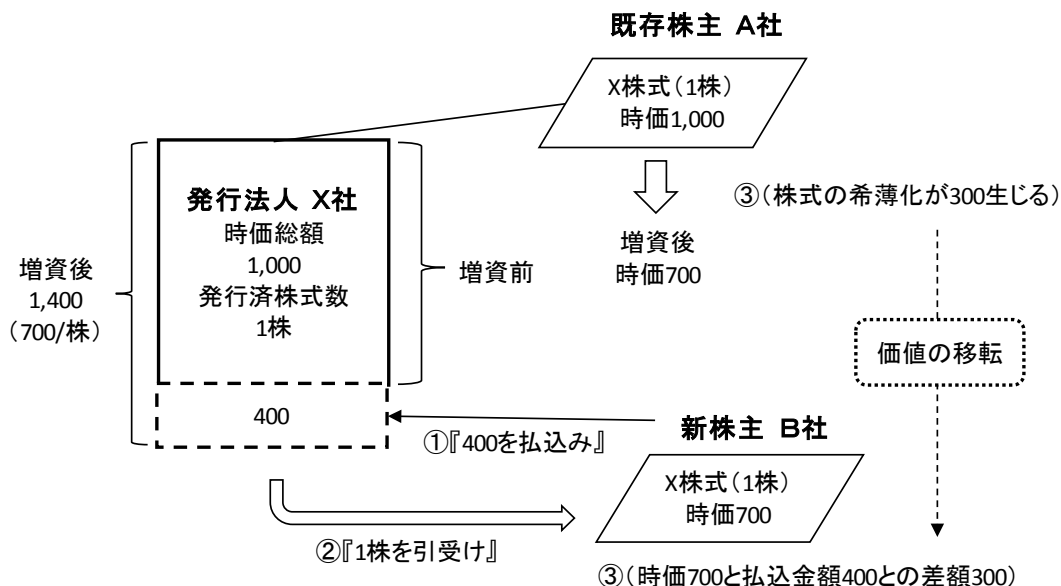 既存株主 A社
X株式(1株)
時価1,000
増資後
時価700
③(株式の希薄化が300生じる)
価値の移転
発行法人 X社
時価総額
1,000
発行済株式数
1株
増資前
増資後
1,400
(700/株)
400
①『400を払込み』
新株主 B社
X株式(1株)
時価700
②『1株を引受け』
③(時価700と払込金額400との差額300)